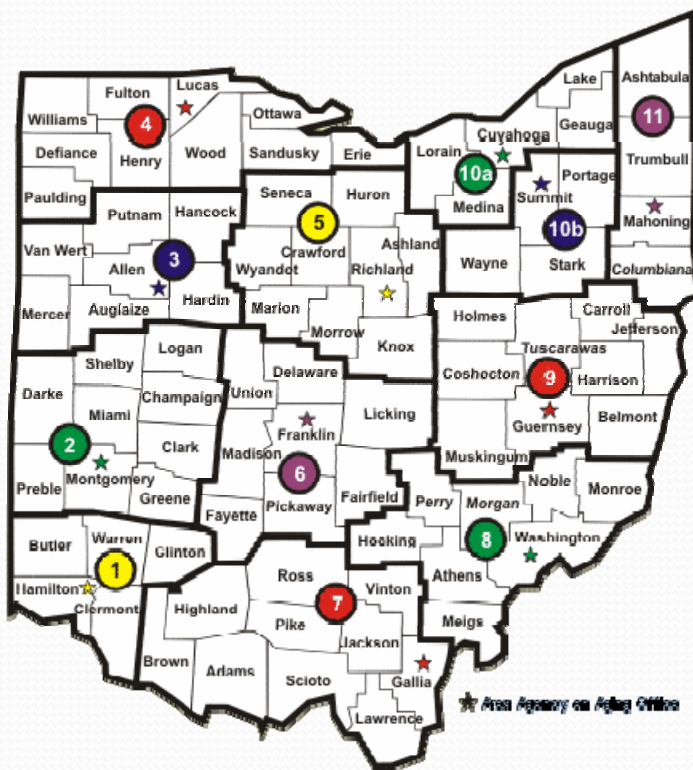 Lake
Ashtabula
Fulton
Lucas
Geauga
11
Williams
4
Ottawa
Cuyahoga
Lorain
Defiance
Henry
Wood
Sandusky
Erie
10a
Portage
Trumbull
Summit
Paulding
Seneca
Huron
Medina
Mahoning
Putnam
Hancock
5
10b
Van Wert
Crawford
Ashland
Allen
3
Wyandot
Richland
Wayne
Stark
Columbiana
Mercer
Auglaize
Hardin
Marion
Holmes
Carroll
Morrow
Jefferson
Knox
Tuscarawas
Shelby
Logan
Delaware
Coshocton
9
Harrison
Darke
Union
Champaign
Miami
Licking
Belmont
2
Clark
Madison
Franklin
Guernsey
Muskingum
Montgomery
6
Preble
Greene
Pickaway
Fairfield
Perry
Morgan
Noble
Monroe
Fayette
Butler
Warren
Clinton
Hocking
8
Washington
1
Hamilton
Clermont
Ross
Vinton
Athens
Highland
7
Pike
Jackson
Meigs
Brown
Adams
Scioto
Gallia
Area Agency on Aging Office
Lawrence